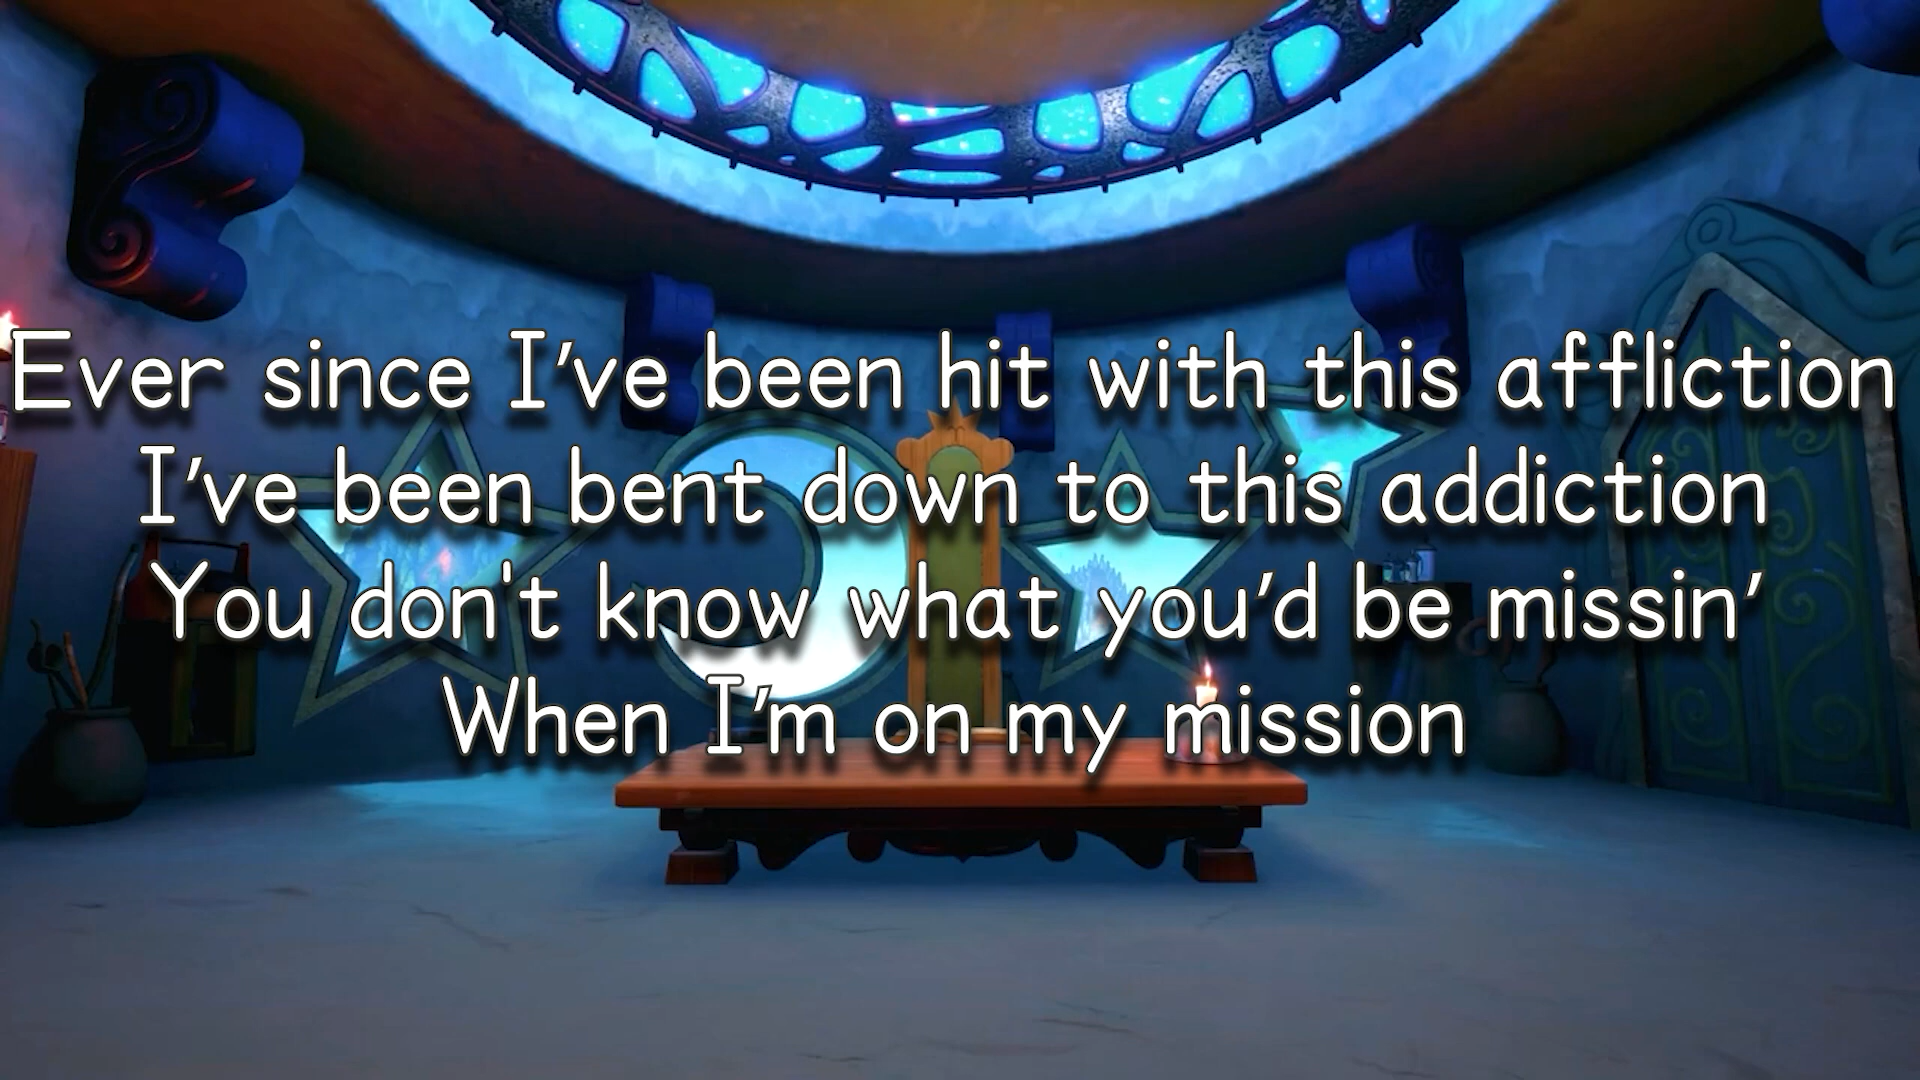 Ever since I've been hit with this affliction
I've been bent down to this addiction
You don't know what you'd be missin'
When I'm on my mission